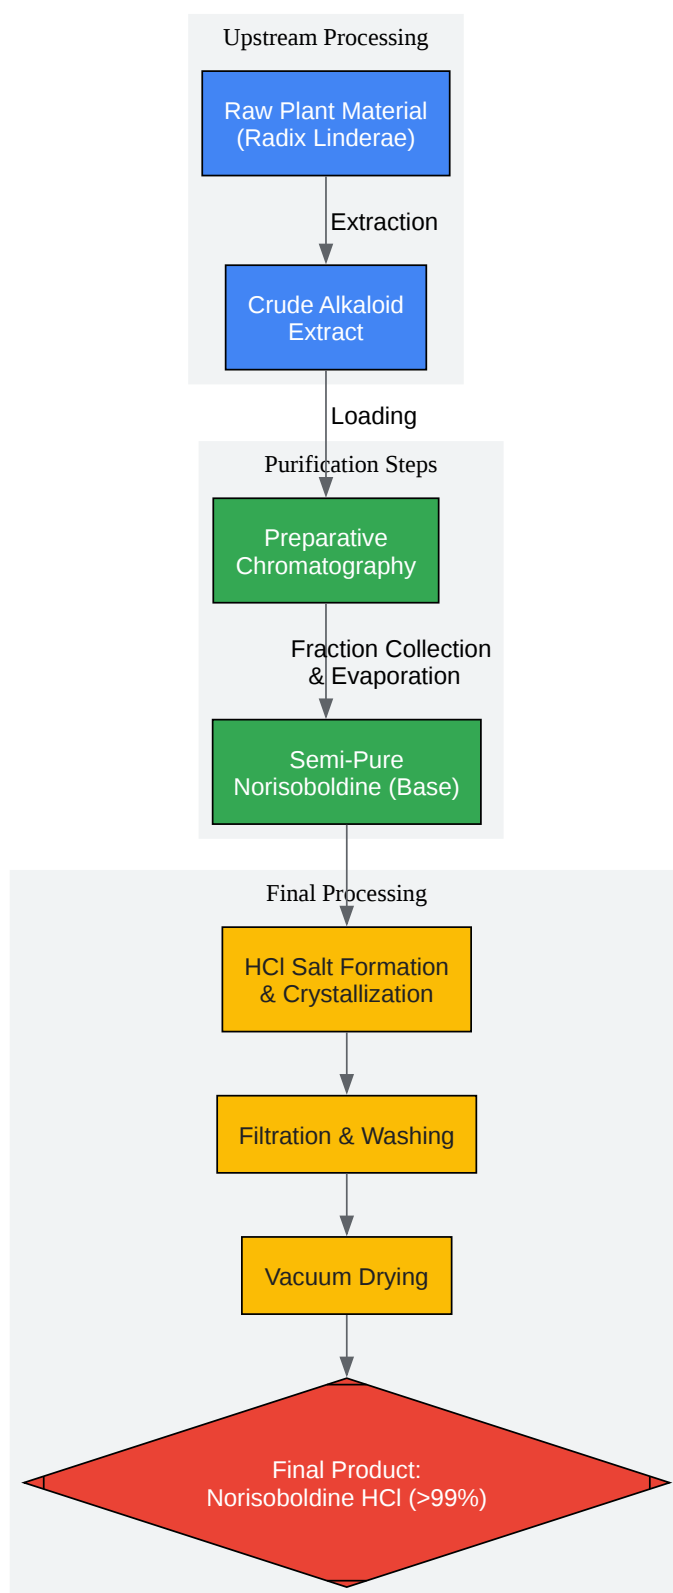 Upstream Processing
Raw Plant Material
(Radix Linderae)
Extraction
Crude Alkaloid
Extract
Loading
Purification Steps
Preparative
Chromatography
Fraction Collection
& Evaporation
Semi-Pure
Norisoboldine (Base)
Final Processing
HCl Salt Formation
& Crystallization
Filtration & Washing
Vacuum Drying
Final Product:
Norisoboldine HCl (>99%)